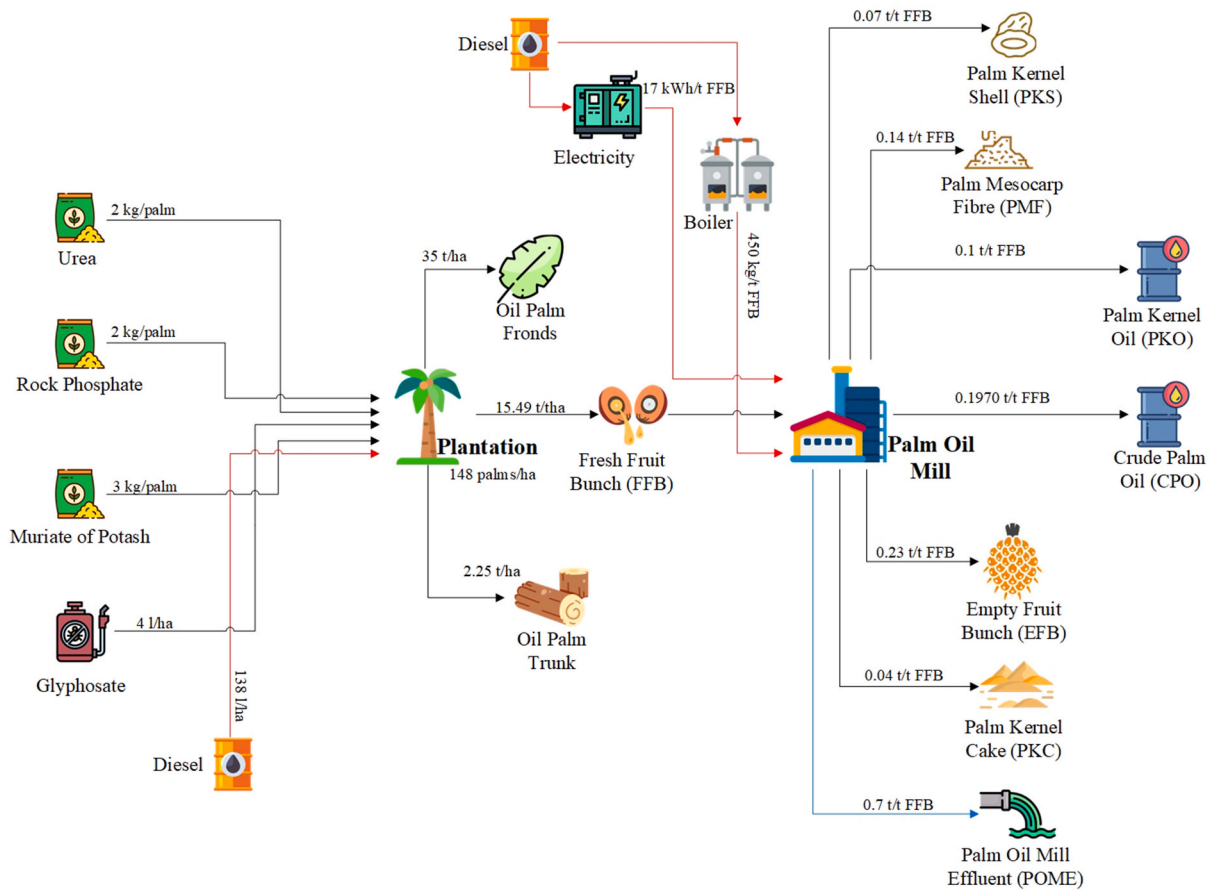 Diesel
17 kWh/t FFB
Electricity
Boiler
450 kg/t FFB
0.07 t/t FFB
Palm Kernel
Shell (PKS)
0.14 t/t FFB
Palm Mesocarp
Fibre (PMF)
0.1 t/t FFB
Palm Kernel
Oil (PKO)
2 kg/palm
Urea
2 kg/palm
Rock Phosphate
3 kg/palm
Muriate of Potash
4 l/ha
Glyphosate
138 l/ha
Diesel
35 t/ha
Oil Palm
Fronds
Plantation
148 palms/ha
15.49 t/tha
Fresh Fruit
Bunch (FFB)
2.25 t/ha
Oil Palm
Trunk
Palm Oil
Mill
0.1970 t/t FFB
Crude Palm
Oil (CPO)
0.23 t/t FFB
Empty Fruit
Bunch (EFB)
0.04 t/t FFB
Palm Kernel
Cake (PKC)
0.7 t/t FFB
Palm Oil Mill
Effluent (POME)